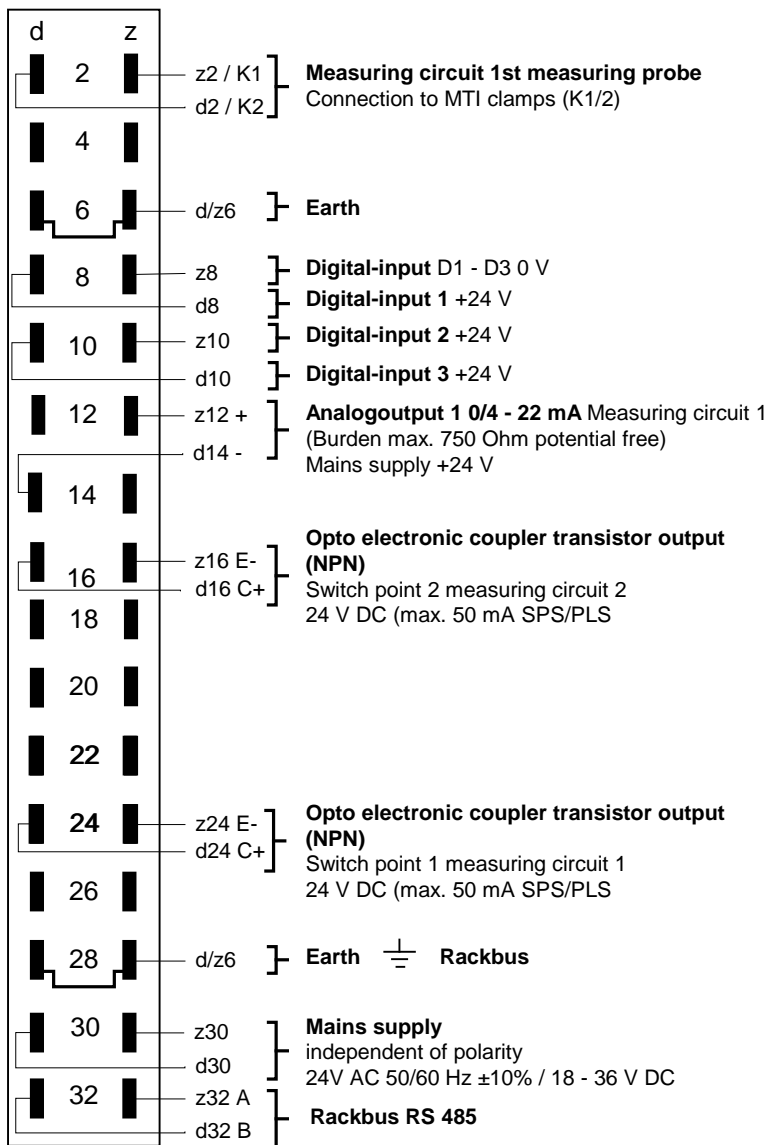 d z
2 z2 / K1 Measuring circuit 1st measuring probe
d2 / K2 Connection to MTI clamps (K1/2)
4
6 d/z6 Earth
8 z8 Digital-input D1 - D3 0 V
d8 Digital-input 1 +24 V
10 z10 Digital-input 2 +24 V
d10 Digital-input 3 +24 V
12 z12 + Analogoutput 1 0/4 - 22 mA Measuring circuit 1
(Burden max. 750 Ohm potential free)
d14 - Mains supply +24 V
14
Opto electronic coupler transistor output
z16 E- (NPN)
16 d16 C+ Switch point 2 measuring circuit 2
18 24 V DC (max. 50 mA SPS/PLS
20
22
24 z24 E- Opto electronic coupler transistor output
(NPN)
d24 C+ Switch point 1 measuring circuit 1
26 24 V DC (max. 50 mA SPS/PLS
28 d/z6 Earth Rackbus
30 z30 Mains supply
independent of polarity
d30 24V AC 50/60 Hz ±10% / 18 - 36 V DC
32 z32 A Rackbus RS 485
d32 B